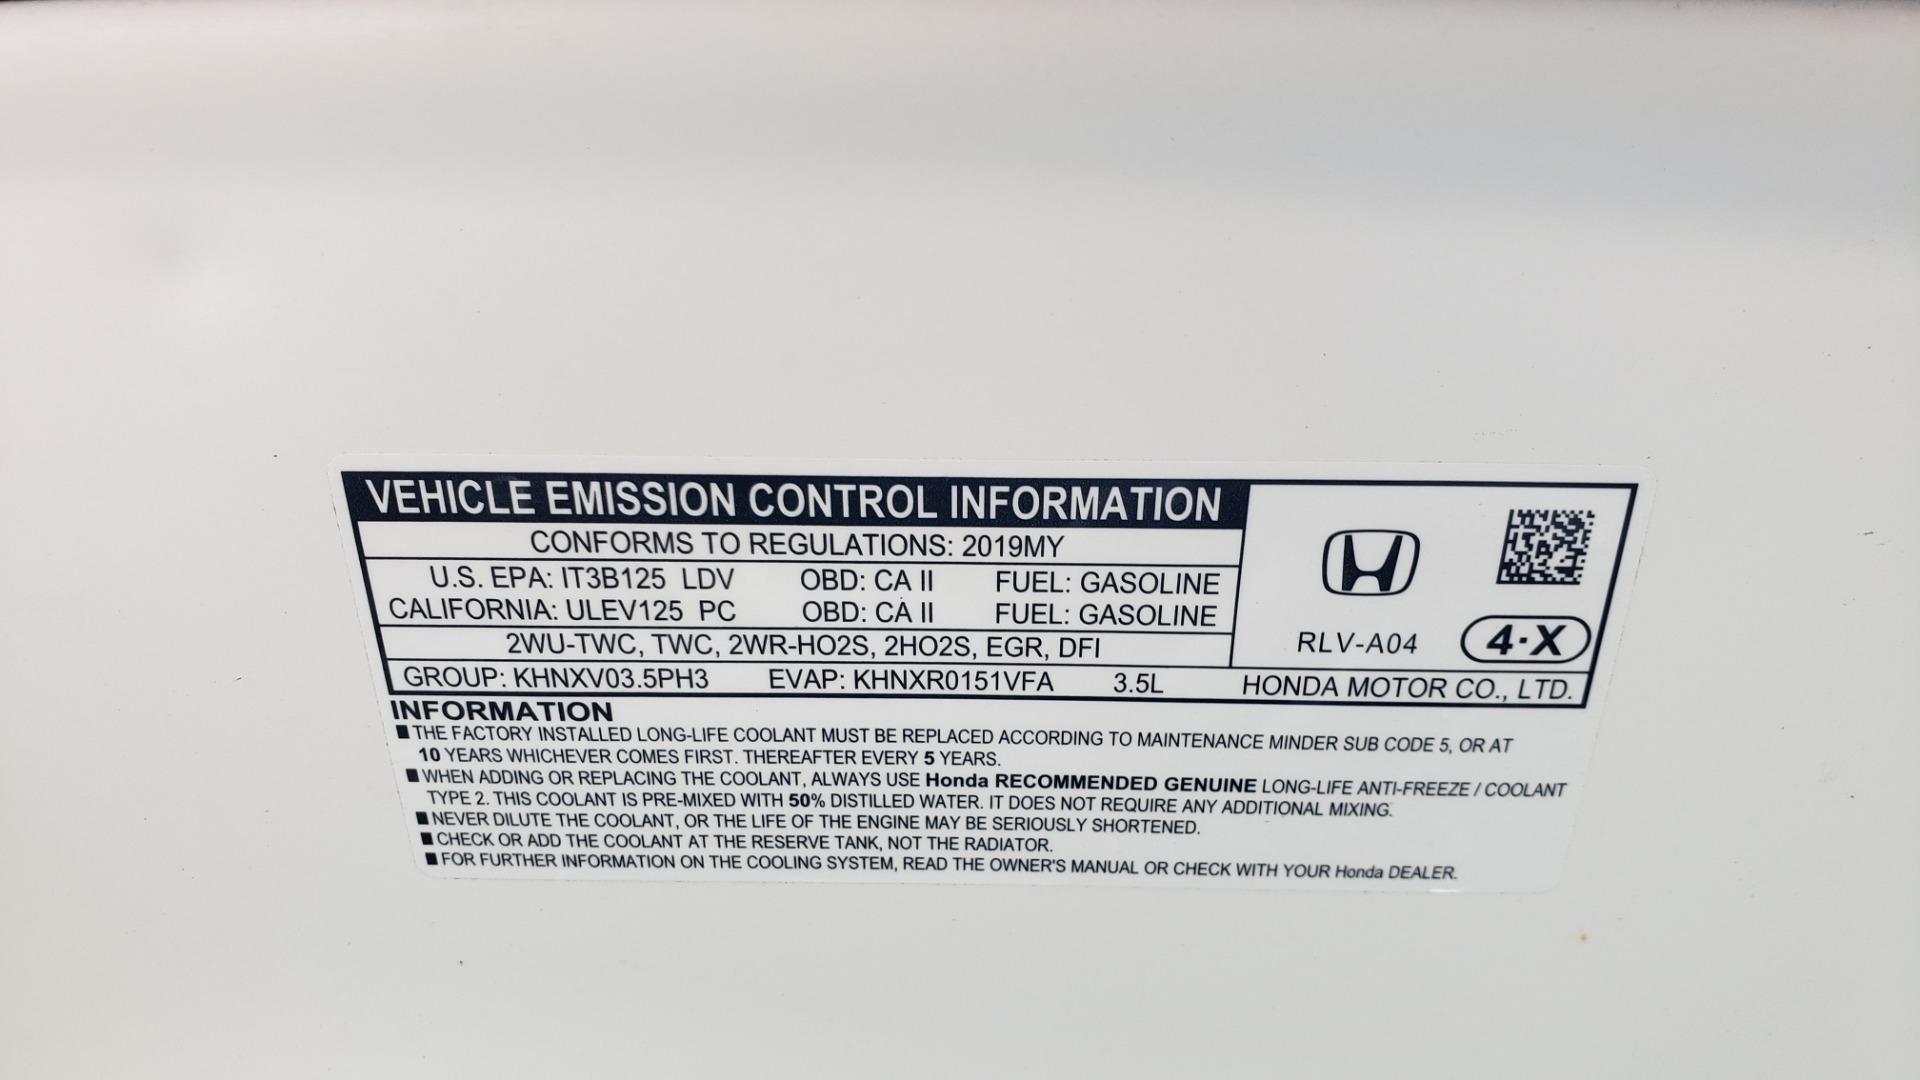 VEHICLE EMISSION CONTROL INFORMATION
CONFORMS TO REGULATIONS: 2019MY
U.S. EPA: IT3B125 LDV OBD: CA II FUEL: GASOLINE
CALIFORNIA: ULEV125 PC OBD: CA II FUEL: GASOLINE
2WU-TWC, TWC, 2WR-HO2S, 2HO2S, EGR, DFI
RLV-A04 4·X
GROUP: KHNXV03.5PH3 EVAP: KHNXR0151VFA 3.5L HONDA MOTOR CO., LTD.
INFORMATION
■ THE FACTORY INSTALLED LONG-LIFE COOLANT MUST BE REPLACED ACCORDING TO MAINTENANCE MINDER SUB CODE 5, OR AT
10 YEARS WHICHEVER COMES FIRST. THEREAFTER EVERY 5 YEARS.
■ WHEN ADDING OR REPLACING THE COOLANT, ALWAYS USE Honda RECOMMENDED GENUINE LONG-LIFE ANTI-FREEZE / COOLANT
TYPE 2. THIS COOLANT IS PRE-MIXED WITH 50% DISTILLED WATER. IT DOES NOT REQUIRE ANY ADDITIONAL MIXING.
■ NEVER DILUTE THE COOLANT, OR THE LIFE OF THE ENGINE MAY BE SERIOUSLY SHORTENED.
■ CHECK OR ADD THE COOLANT AT THE RESERVE TANK, NOT THE RADIATOR.
■ FOR FURTHER INFORMATION ON THE COOLING SYSTEM, READ THE OWNER'S MANUAL OR CHECK WITH YOUR Honda DEALER.